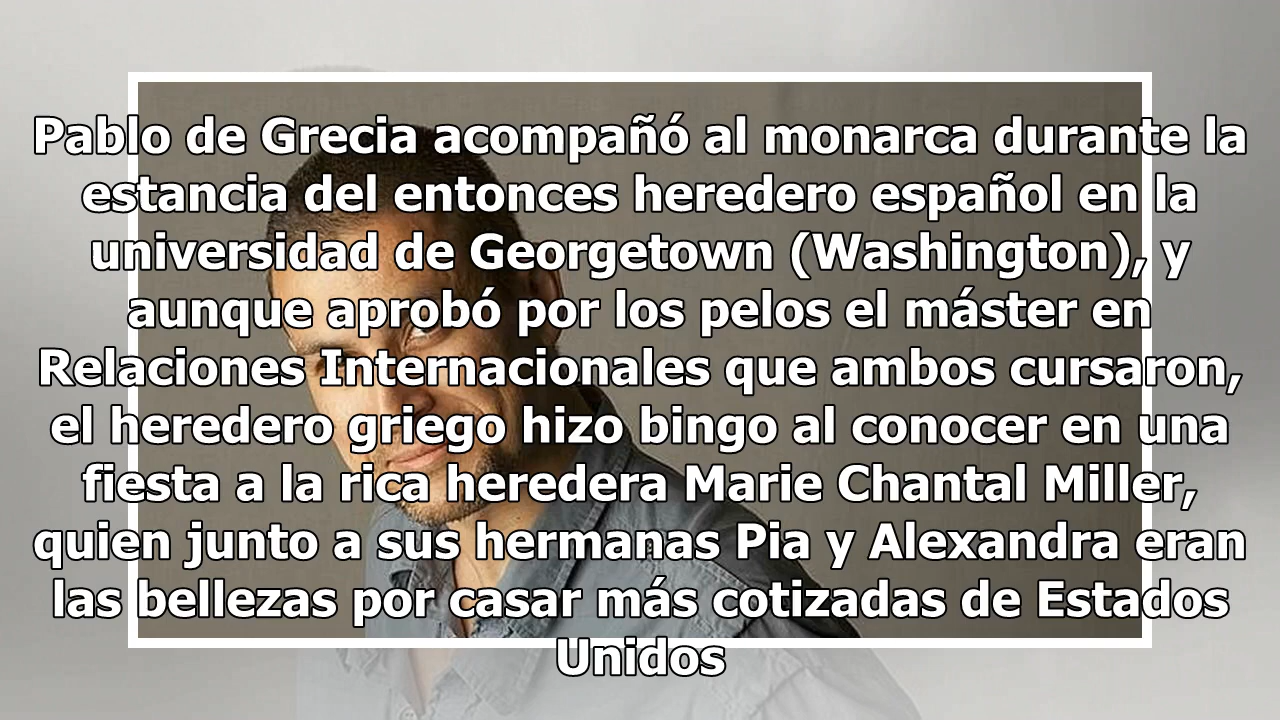 Pablo de Grecia acompañó al monarca durante la
estancia del entonces heredero español en la
universidad de Georgetown (Washington), y
aunque aprobó por los pelos el máster en
Relaciones Internacionales que ambos cursaron,
el heredero griego hizo bingo al conocer en una
fiesta a la rica heredera Marie Chantal Miller,
quien junto a sus hermanas Pia y Alexandra eran
las bellezas por casar más cotizadas de Estados
Unidos